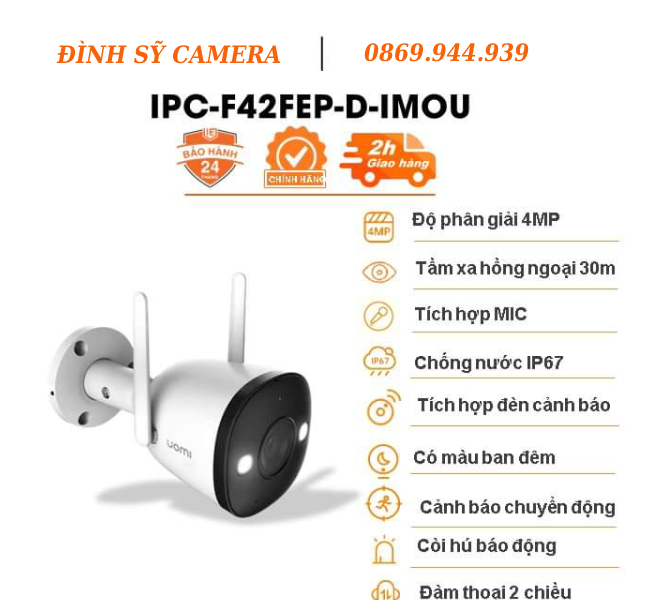 ĐÌNH SỸ CAMERA | 0869.944.939
IPC-F42FEP-D-IMOU
BẢO HÀNH
24
THÁNG
CHÍNH HÃNG
2h
Giao hàng
4MP
Độ phân giải 4MP
Tầm xa hồng ngoại 30m
Tích hợp MIC
IP67
Chống nước IP67
Tích hợp đèn cảnh báo
Có màu ban đêm
Cảnh báo chuyển động
Còi hú báo động
Đàm thoại 2 chiều
imou